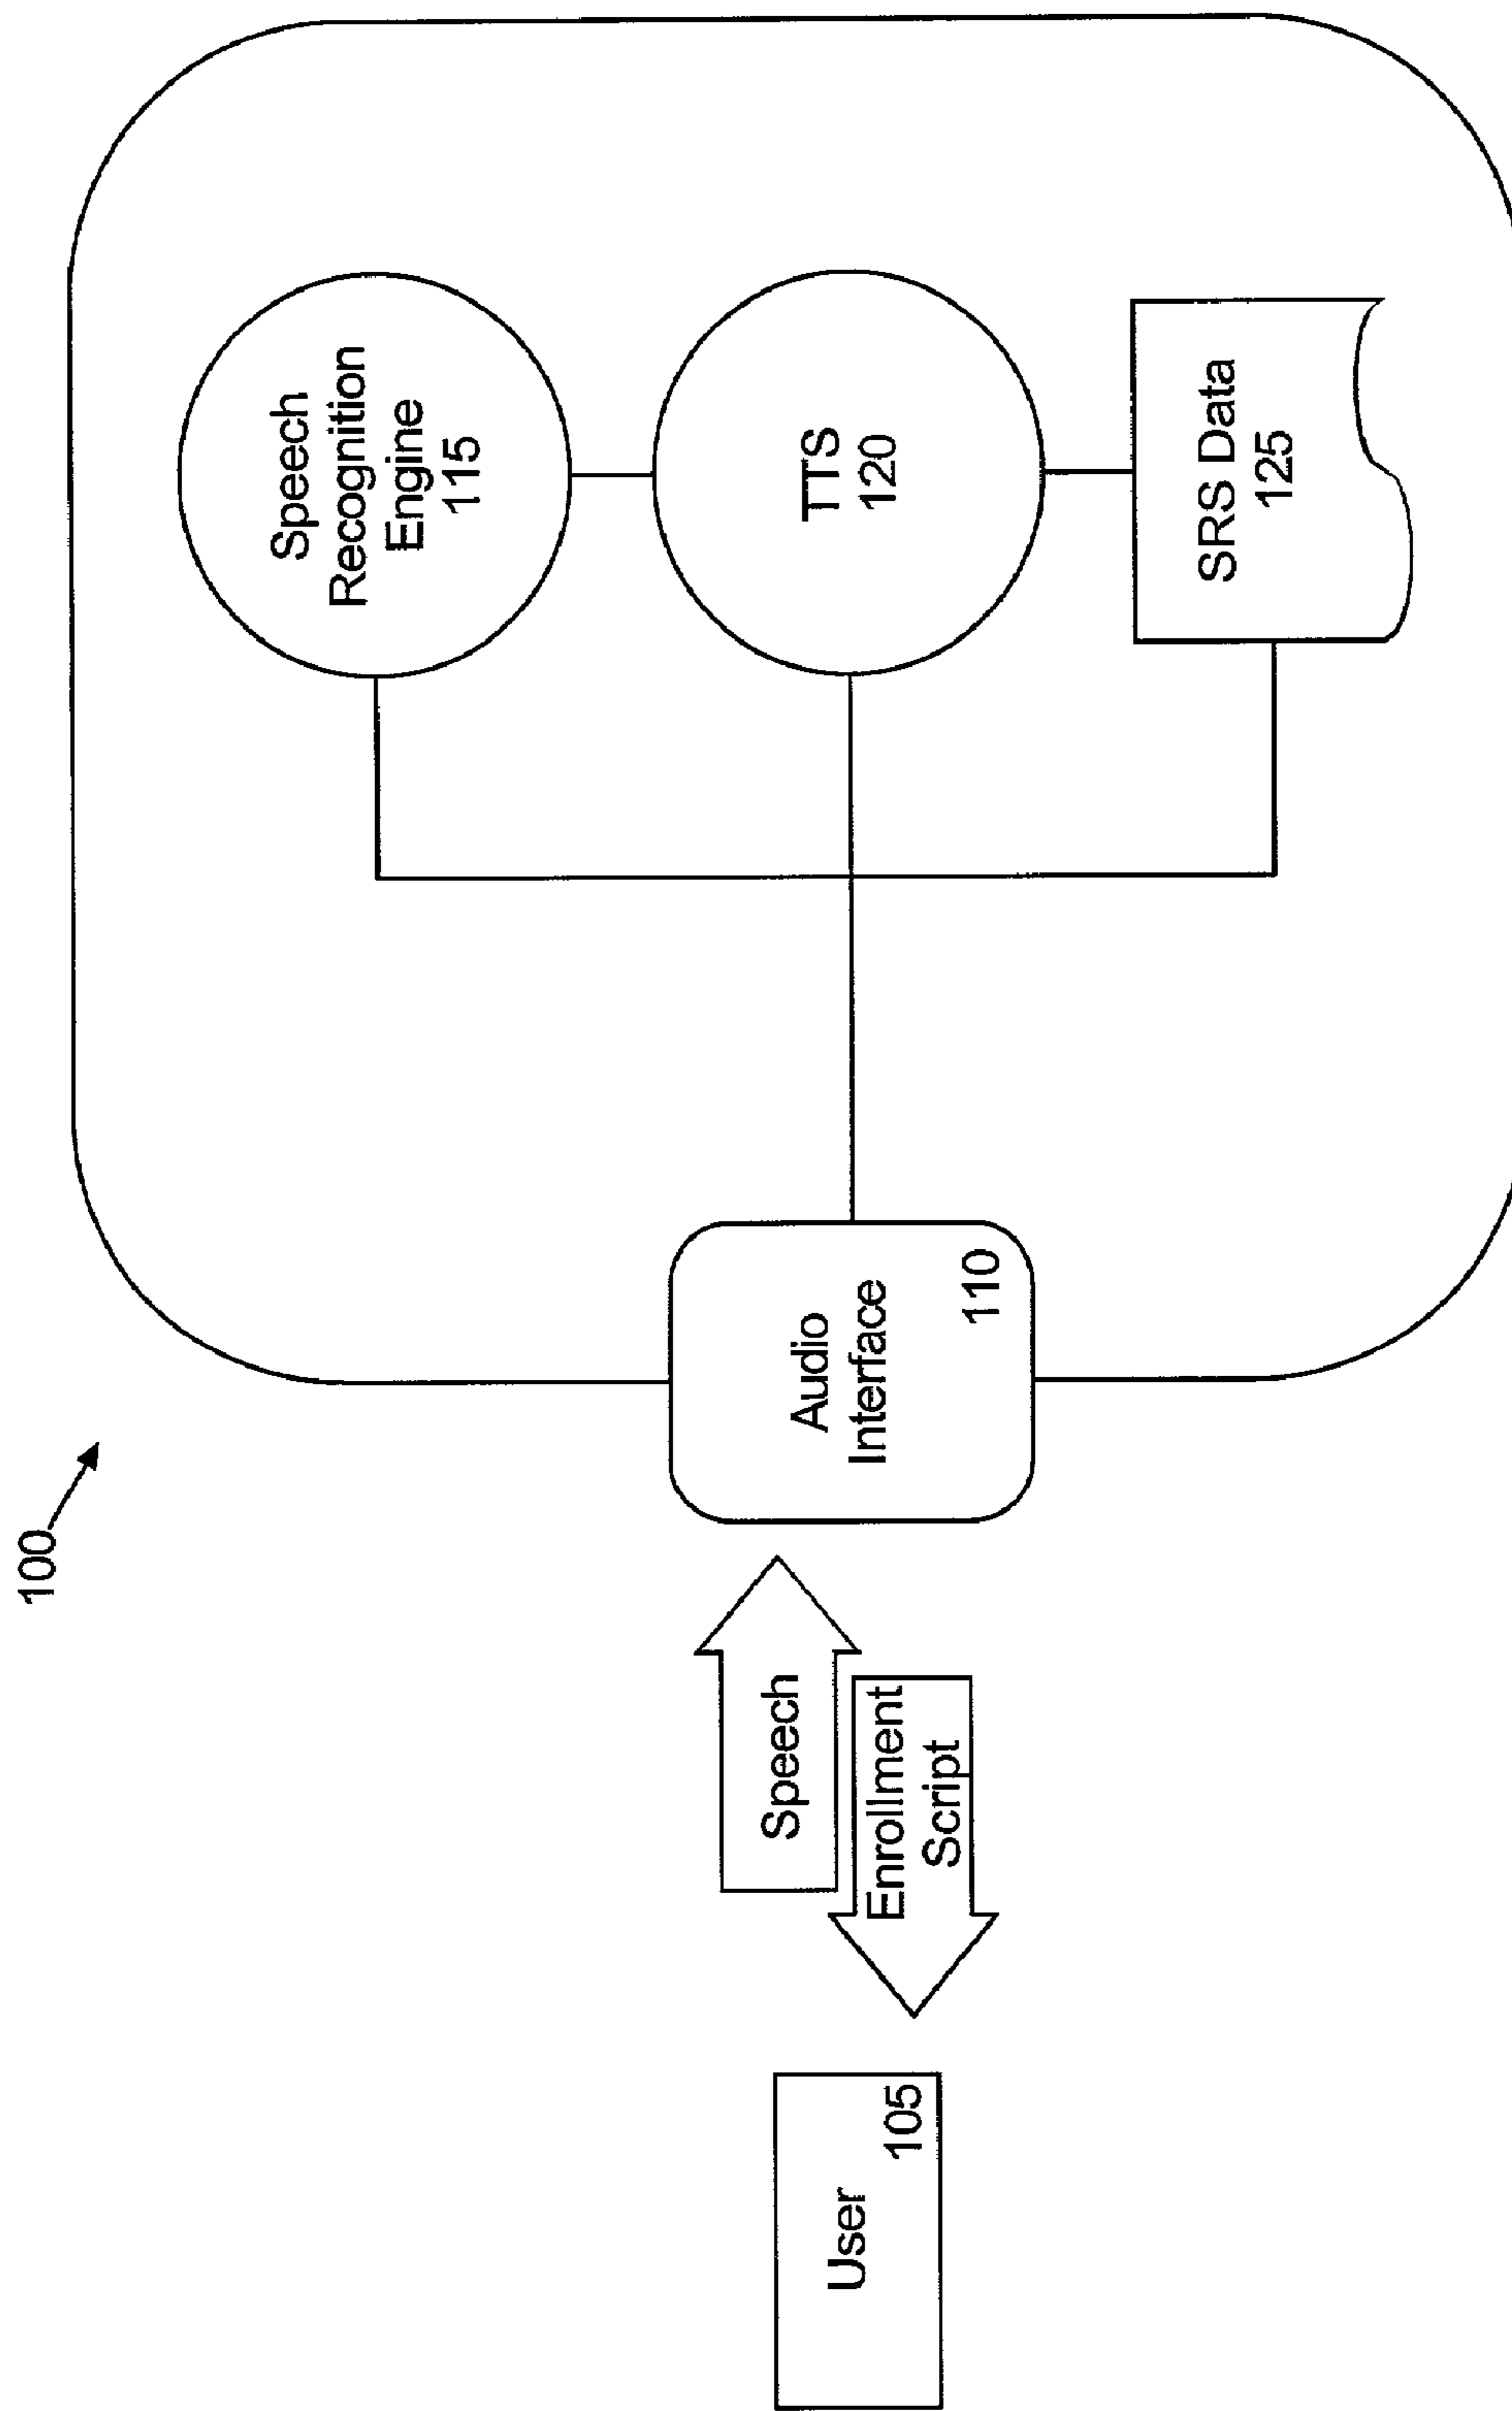 100
User
105
Speech
Enrollment
Script
Audio
Interface
110
Speech
Recognition
Engine
115
TTS
120
SRS Data
125